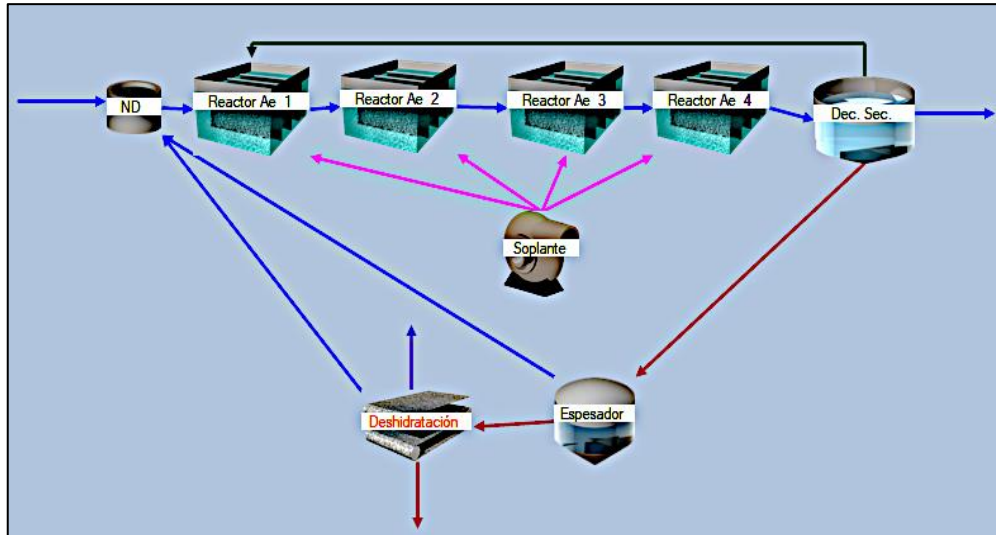 ND
Reactor Ae 1
Reactor Ae 2
Reactor Ae 3
Reactor Ae 4
Dec. Sec.
Soplante
Deshidratación
Espesador